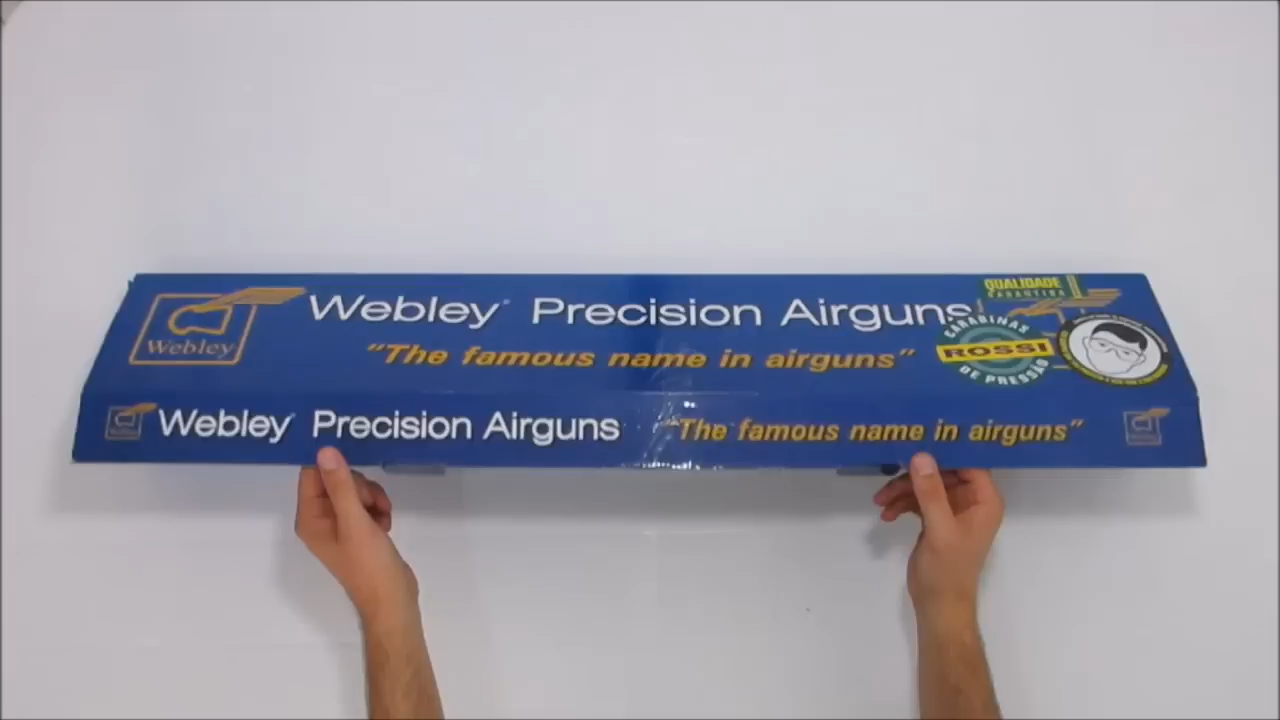 Webley® Precision Airguns
"The famous name in airguns"
Webley
QUALIDADE
GARANTIDA
CARABINAS
ROSSI
DE PRESSÃO
Webley® Precision Airguns "The famous name in airguns"